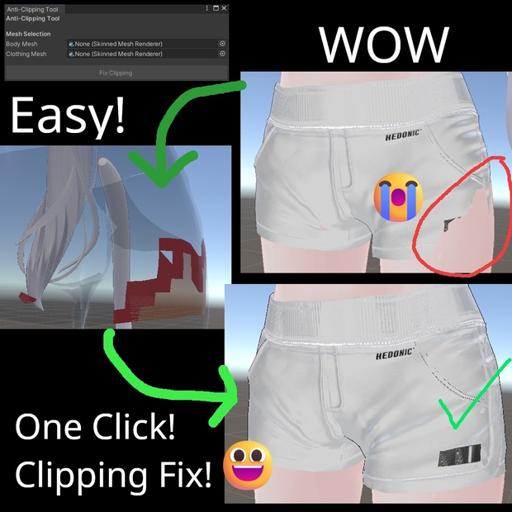 Anti-Clipping Tool
Anti-Clipping Tool
Mesh Selection
Body Mesh
None (Skinned Mesh Renderer)
Clothing Mesh
None (Skinned Mesh Renderer)
Fix Clipping
WOW
Easy!
HEDONIC
HEDONIC
One Click!
Clipping Fix!